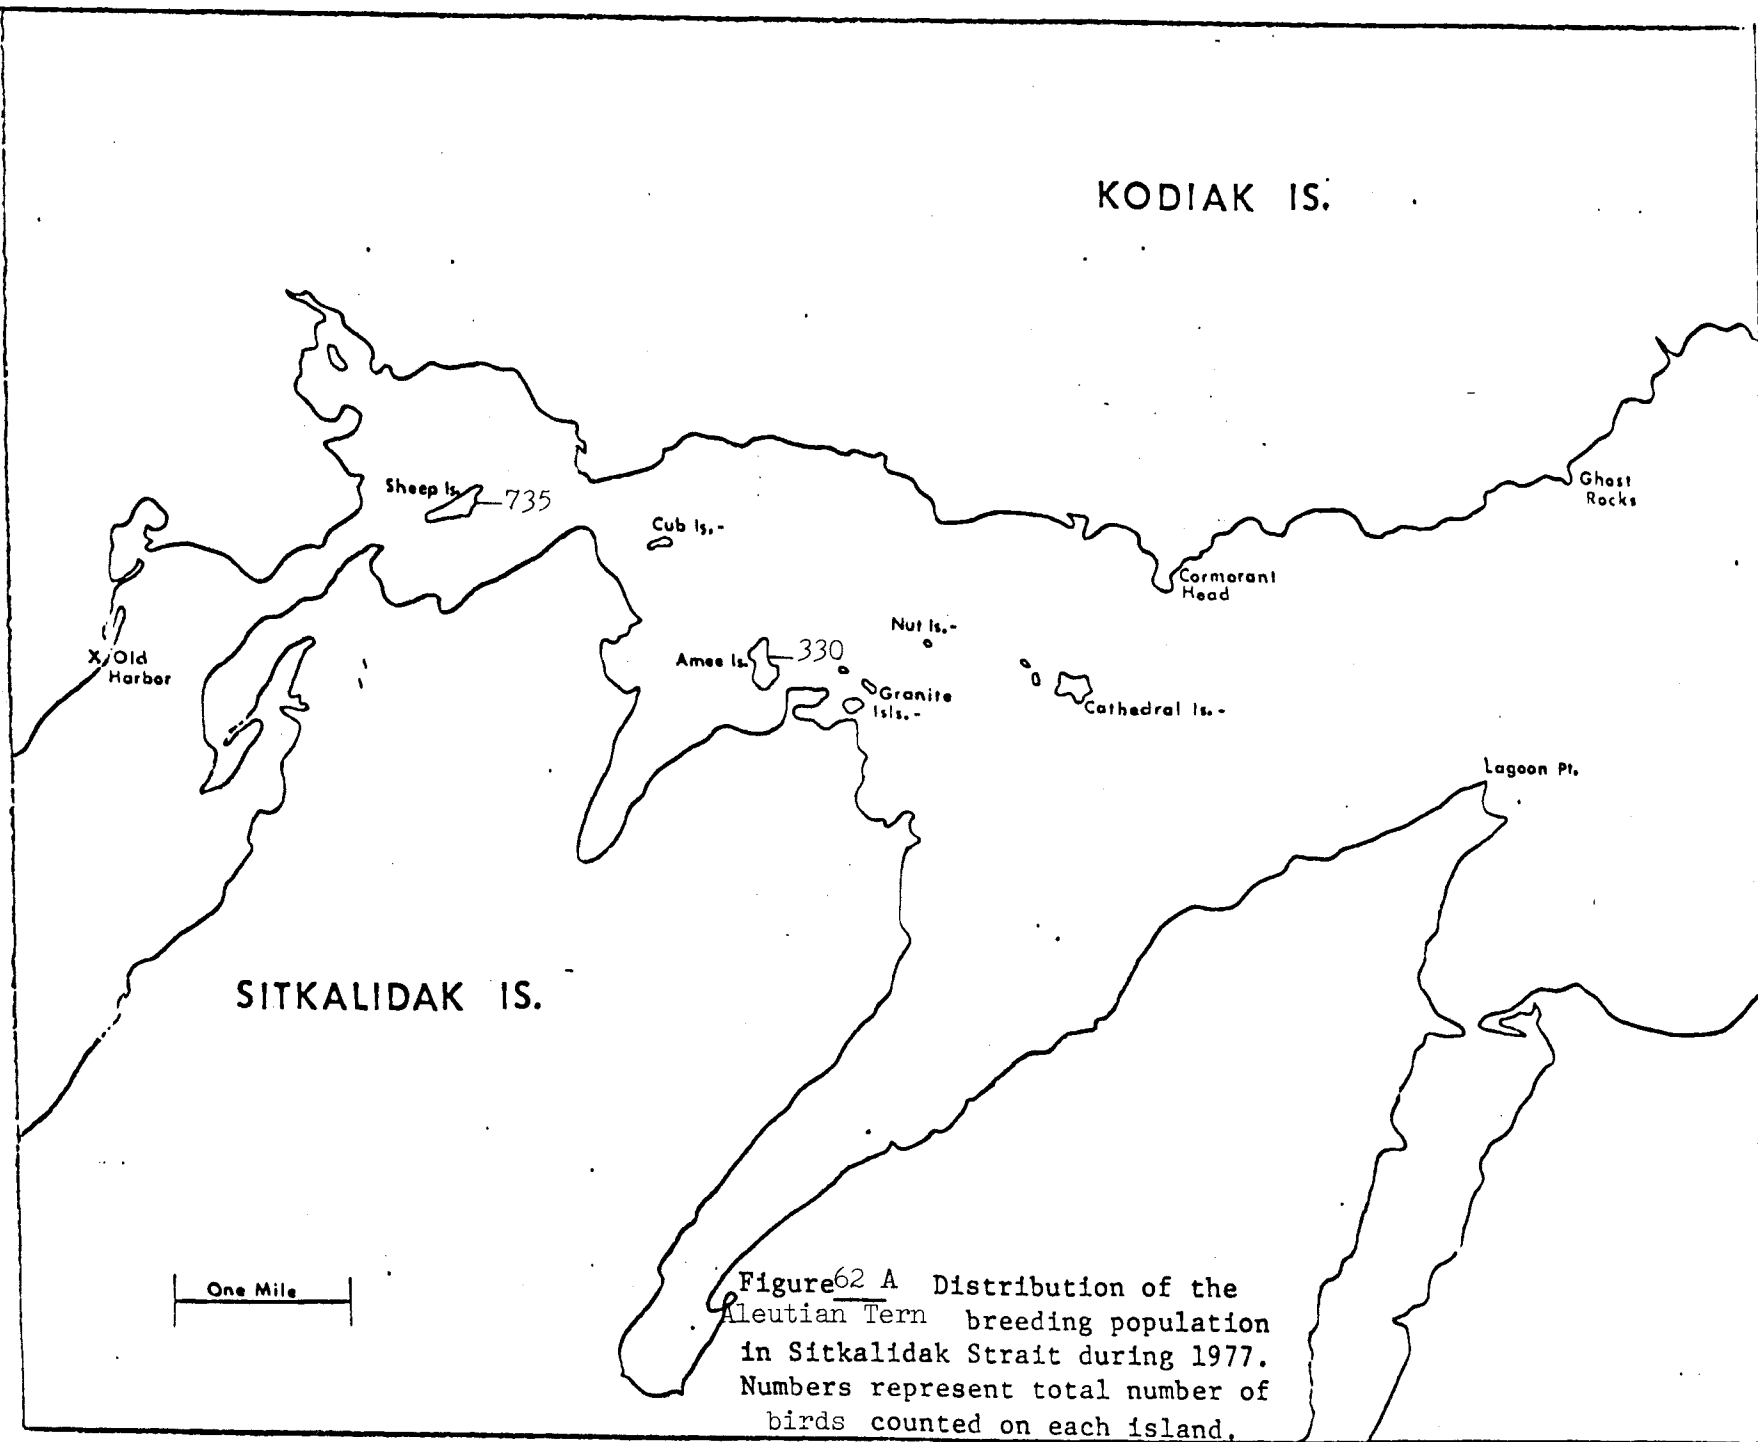 KODIAK IS.
Sheep Is.
735
Cub Is.-
Ghost
Rocks
Cormorant
Head
Nut Is.-
Amee Is.
330
X Old
Harbor
Granite
Isls.-
Cathedral Is.-
Lagoon Pt.
SITKALIDAK IS.
One Mile
Figure 62 A Distribution of the
Aleutian Tern breeding population
in Sitkalidak Strait during 1977.
Numbers represent total number of
birds counted on each island.